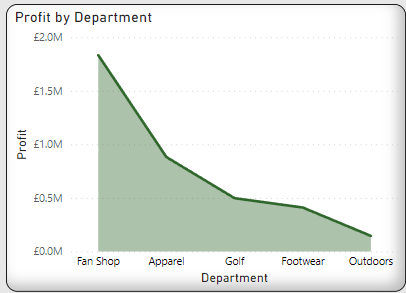 Profit by Department
£2.0M
£1.5M
£1.0M
£0.5M
£0.0M
Profit
Fan Shop Apparel Golf Footwear Outdoors
Department